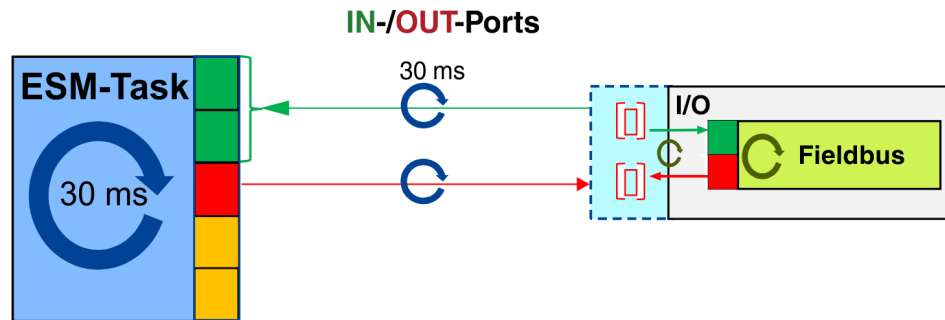 IN-/OUT-Ports
ESM-Task
30 ms
30 ms
I/O
Fieldbus